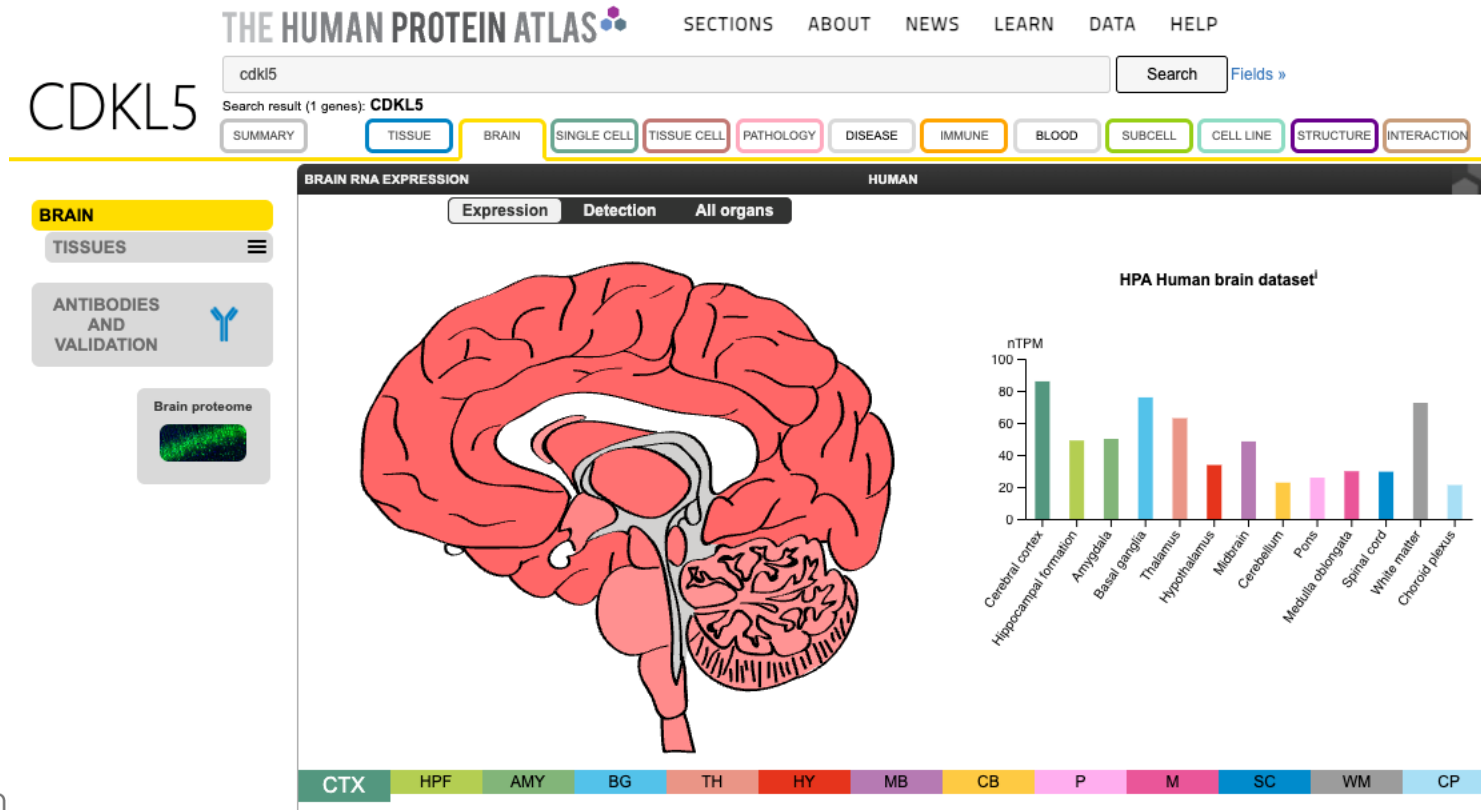 THE HUMAN PROTEIN ATLAS
SECTIONS ABOUT NEWS LEARN DATA HELP
CDKL5
cdkl5
Search
Fields »
Search result (1 genes): CDKL5
SUMMARY TISSUE BRAIN SINGLE CELL TISSUE CELL PATHOLOGY DISEASE IMMUNE BLOOD SUBCELL CELL LINE STRUCTURE INTERACTION
BRAIN RNA EXPRESSION HUMAN
BRAIN
TISSUES
ANTIBODIES
AND
VALIDATION
Brain proteome
Expression Detection All organs
HPA Human brain dataseti
nTPM
100
80
60
40
20
0
Cerebral cortex
Hippocampal formation
Amygdala
Basal ganglia
Thalamus
Hypothalamus
Midbrain
Cerebellum
Pons
Medulla oblongata
Spinal cord
White matter
Choroid plexus
CTX HPF AMY BG TH HY MB CB P M SC WM CP